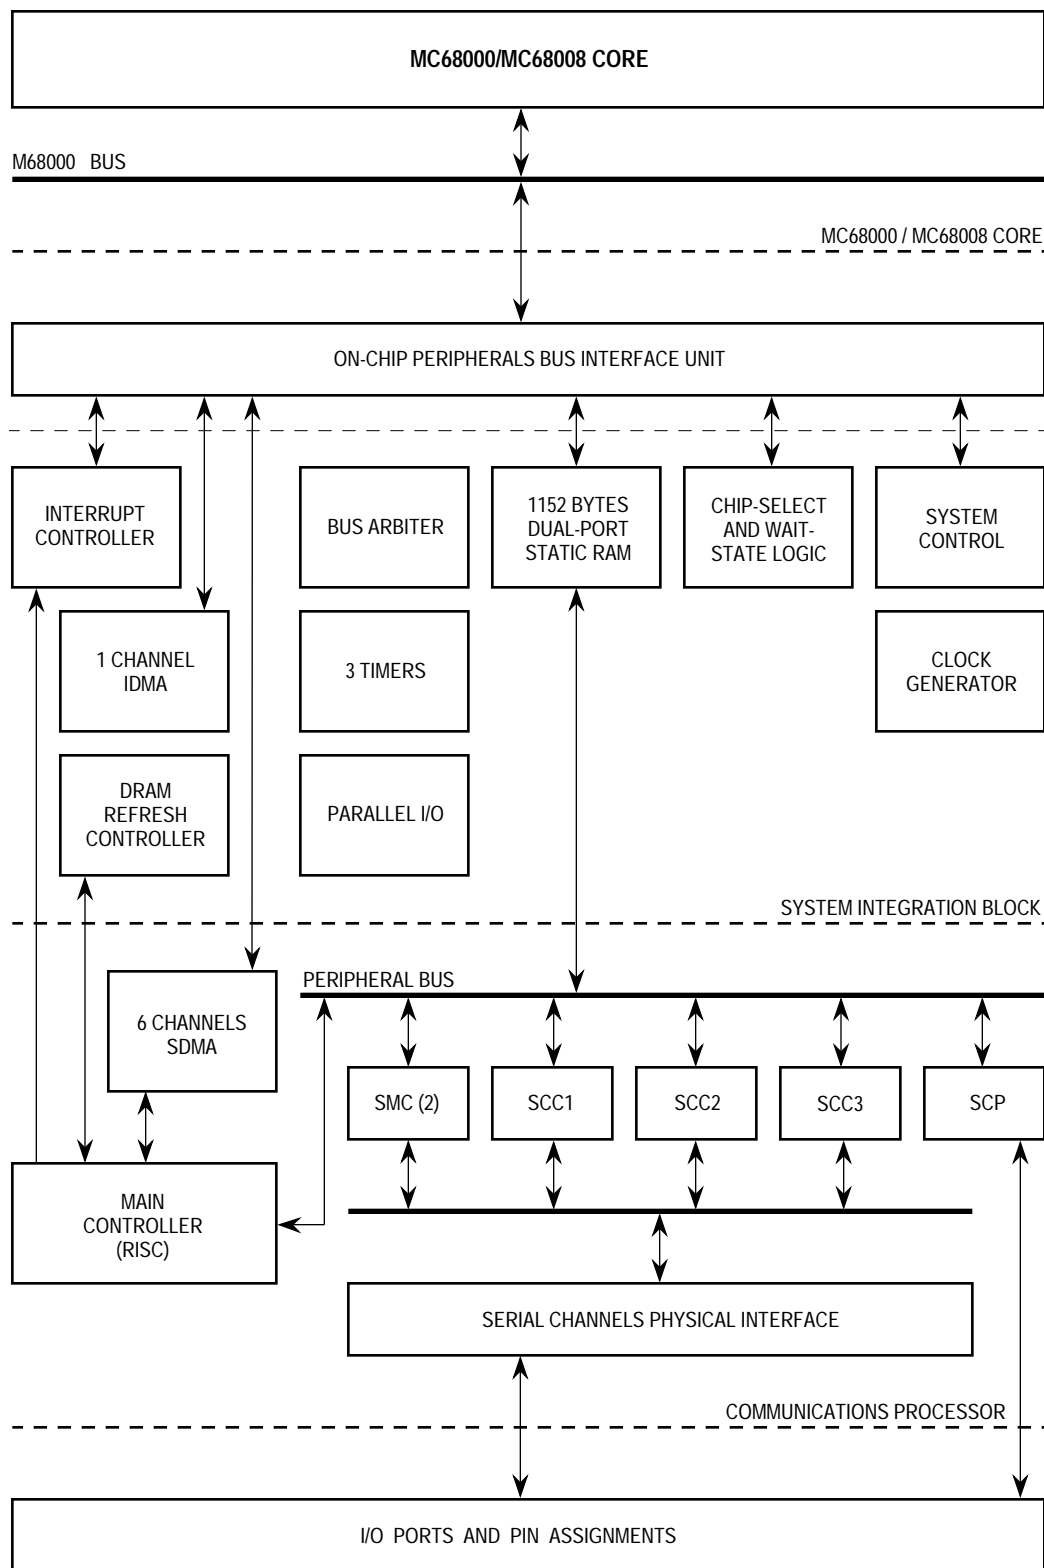 MC68000/MC68008 CORE
M68000 BUS
MC68000 / MC68008 CORE
ON-CHIP PERIPHERALS BUS INTERFACE UNIT
INTERRUPT
CONTROLLER
BUS ARBITER
1152 BYTES
DUAL-PORT
STATIC RAM
CHIP-SELECT
AND WAIT-
STATE LOGIC
SYSTEM
CONTROL
1 CHANNEL
IDMA
3 TIMERS
CLOCK
GENERATOR
DRAM
REFRESH
CONTROLLER
PARALLEL I/O
SYSTEM INTEGRATION BLOCK
PERIPHERAL BUS
6 CHANNELS
SDMA
SMC (2)
SCC1
SCC2
SCC3
SCP
MAIN
CONTROLLER
(RISC)
SERIAL CHANNELS PHYSICAL INTERFACE
COMMUNICATIONS PROCESSOR
I/O PORTS AND PIN ASSIGNMENTS